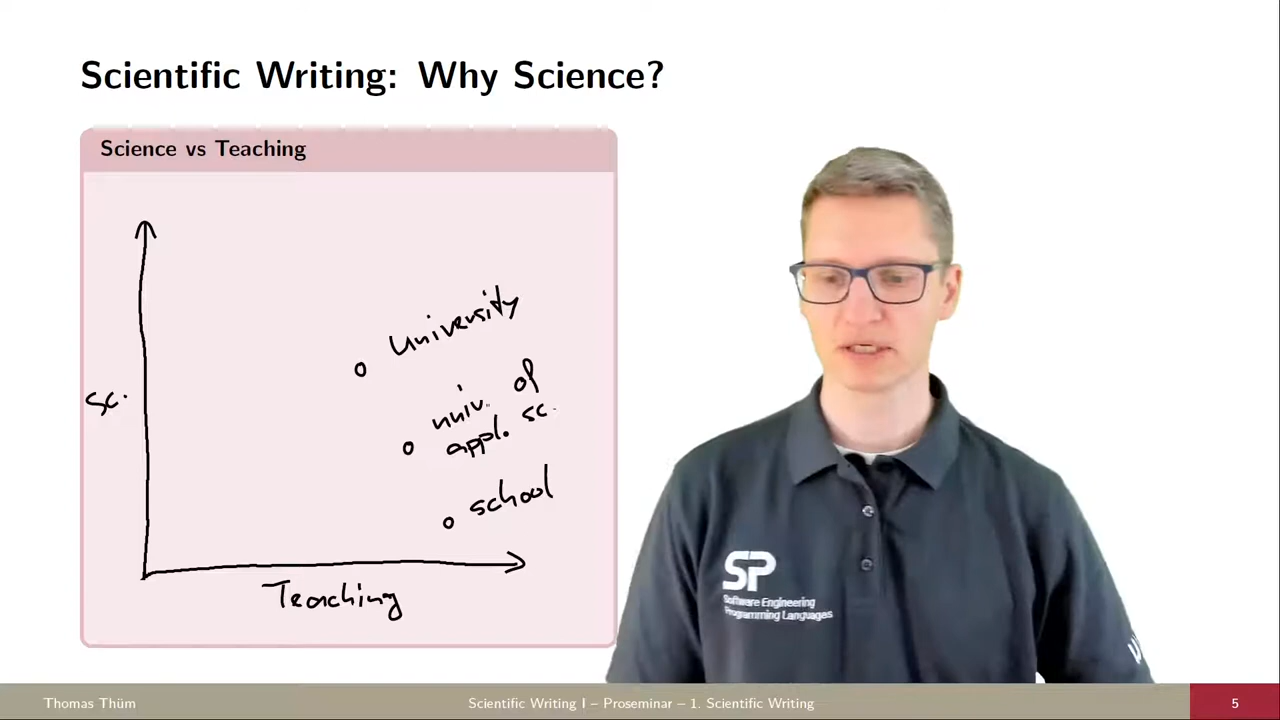 Scientific Writing: Why Science?
Science vs Teaching
university
sc.
univ. of
appl. sc.
school
Teaching
SP
Software Engineering
Programming Languages
Thomas Thüm
Scientific Writing I – Proseminar – 1. Scientific Writing
5